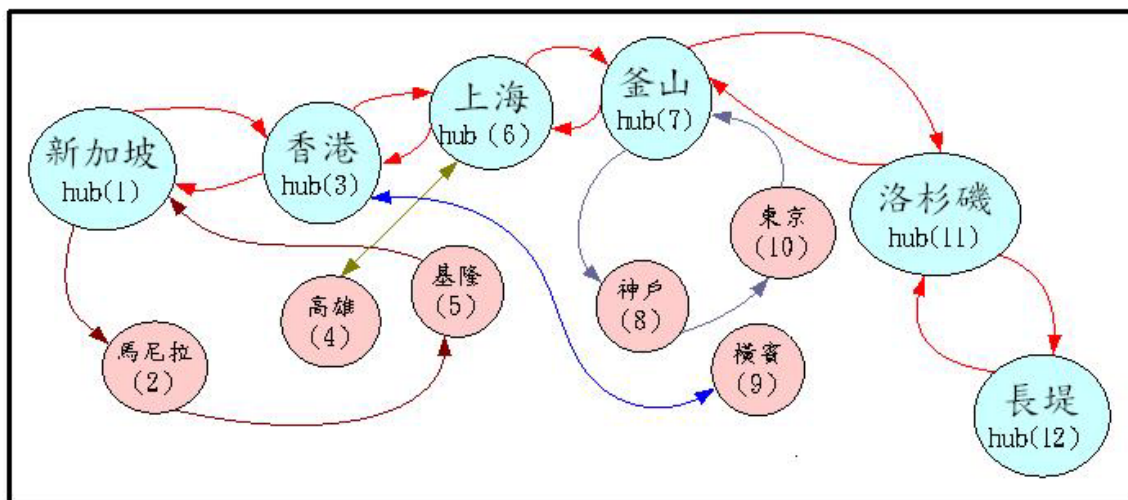 新加坡
hub(1)
香港
hub(3)
上海
hub (6)
釜山
hub(7)
洛杉磯
hub(11)
長堤
hub(12)
馬尼拉
(2)
高雄
(4)
基隆
(5)
神戶
(8)
橫賓
(9)
東京
(10)